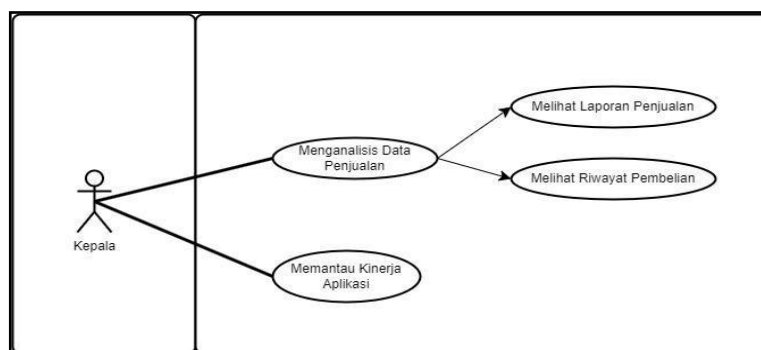 Melihat Laporan Penjualan
Menganalisis Data
Penjualan
Melihat Riwayat Pembelian
Kepala
Memantau Kinerja
Aplikasi